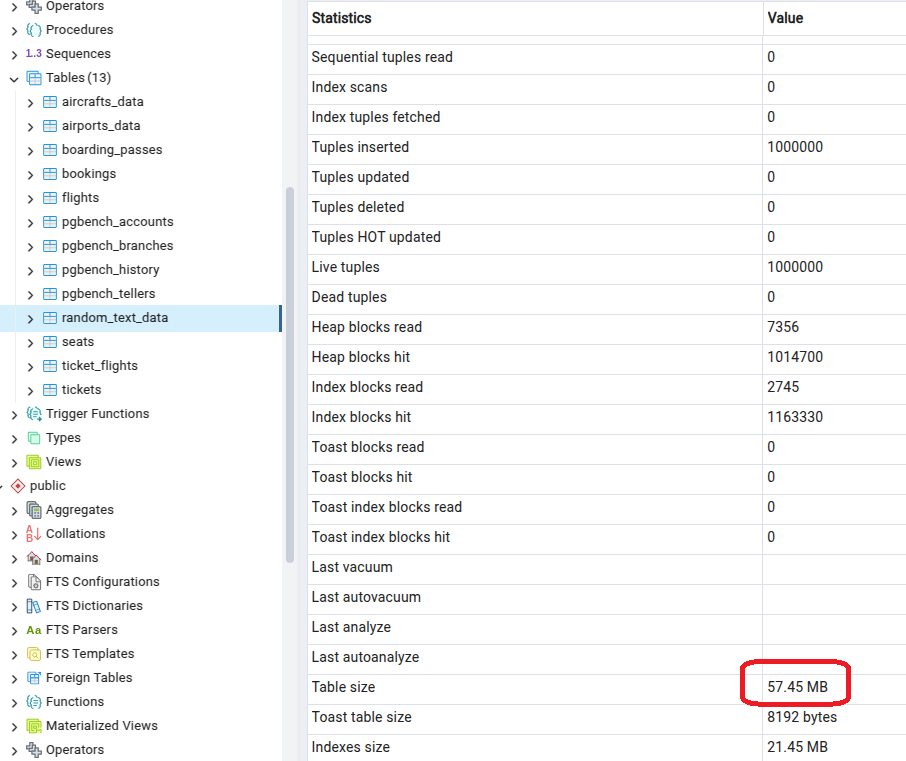 Operators
Procedures
1..3 Sequences
Tables (13)
aircrafts_data
airports_data
boarding_passes
bookings
flights
pgbench_accounts
pgbench_branches
pgbench_history
pgbench_tellers
random_text_data
seats
ticket_flights
tickets
Trigger Functions
Types
Views
public
Aggregates
Collations
Domains
FTS Configurations
FTS Dictionaries
Aa FTS Parsers
FTS Templates
Foreign Tables
Functions
Materialized Views
Operators
Statistics Value
Sequential tuples read 0
Index scans 0
Index tuples fetched 0
Tuples inserted 1000000
Tuples updated 0
Tuples deleted 0
Tuples HOT updated 0
Live tuples 1000000
Dead tuples 0
Heap blocks read 7356
Heap blocks hit 1014700
Index blocks read 2745
Index blocks hit 1163330
Toast blocks read 0
Toast blocks hit 0
Toast index blocks read 0
Toast index blocks hit 0
Last vacuum
Last autovacuum
Last analyze
Last autoanalyze
Table size 57.45 MB
Toast table size 8192 bytes
Indexes size 21.45 MB